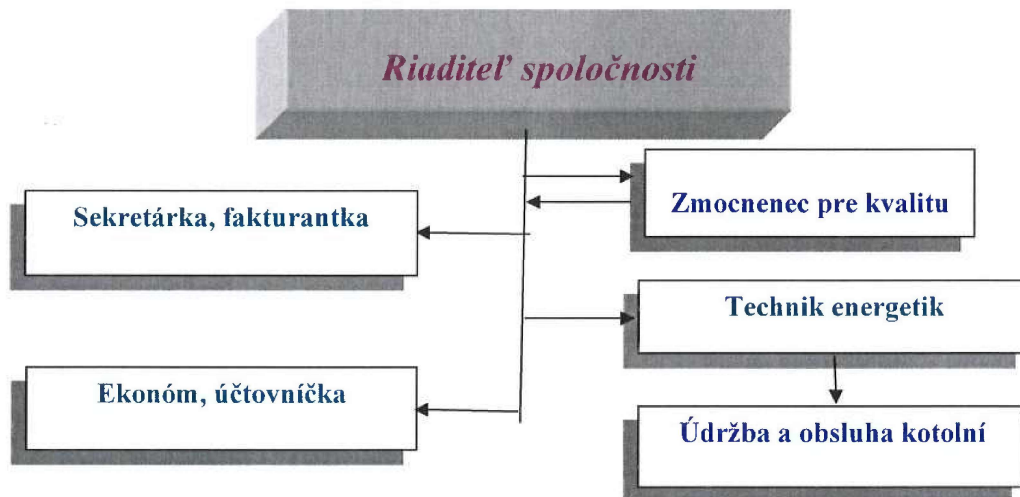 Riaditeľ spoločnosti
Zmocnenec pre kvalitu
Sekretárka, fakturantka
Technik energetik
Ekonóm, účtovníčka
Údržba a obsluha kotolní